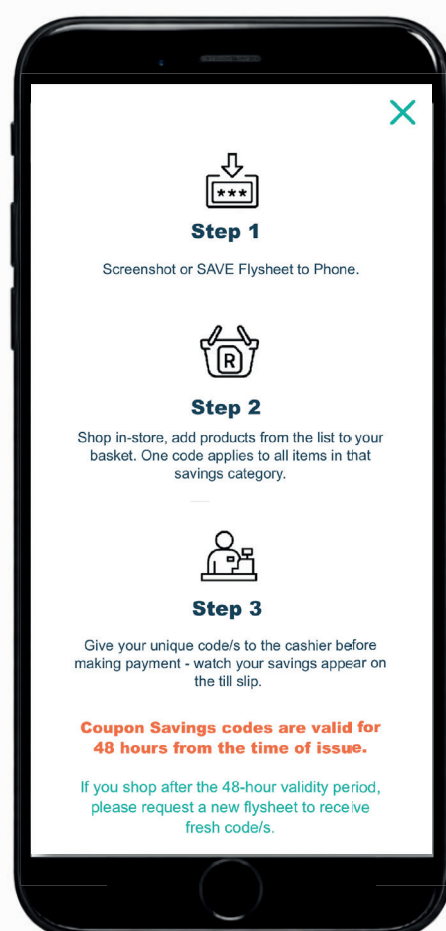 ***
Step 1
Screenshot or SAVE Flysheet to Phone.
R
Step 2
Shop in-store, add products from the list to your
basket. One code applies to all items in that
savings category.
Step 3
Give your unique code/s to the cashier before
making payment - watch your savings appear on
the till slip.
Coupon Savings codes are valid for
48 hours from the time of issue.
If you shop after the 48-hour validity period,
please request a new flysheet to receive
fresh code/s.